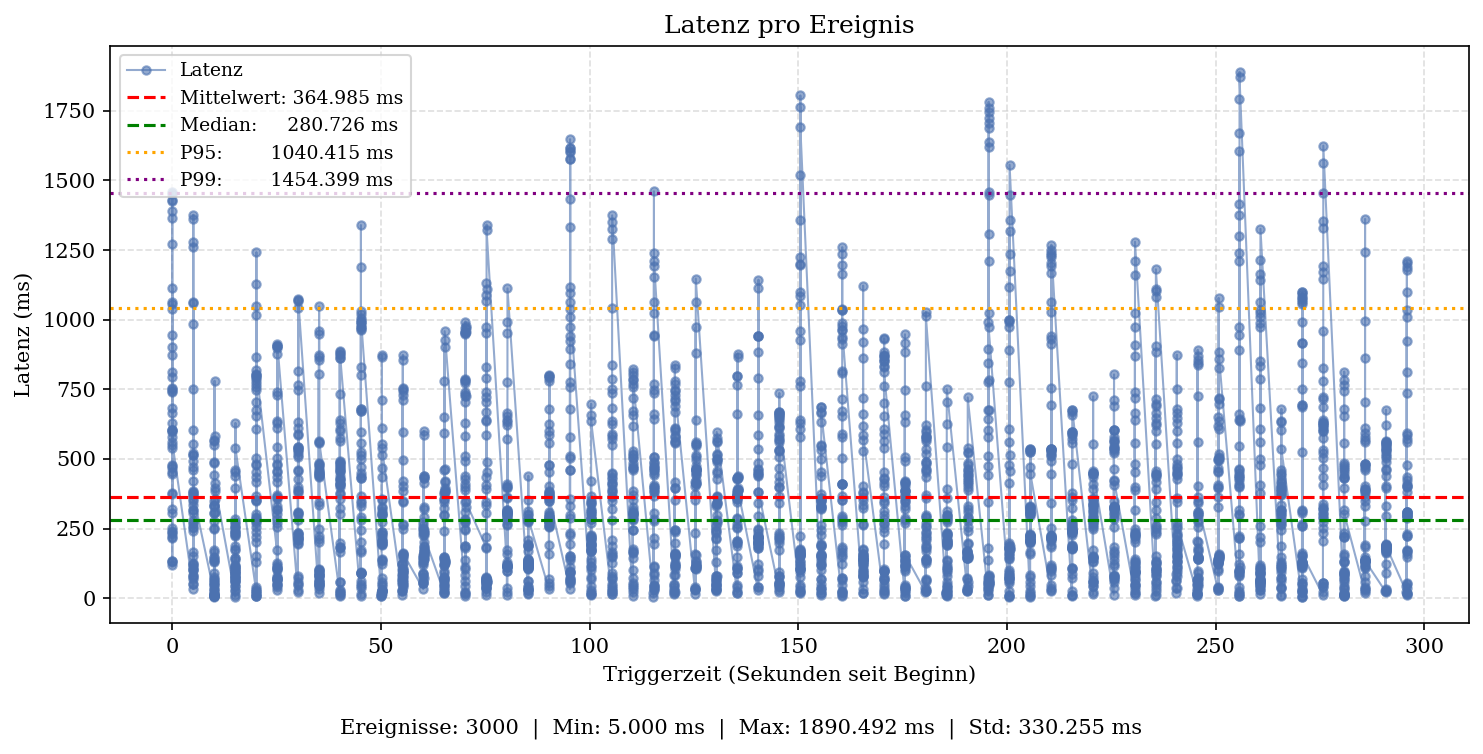 Latenz pro Ereignis
Latenz
Mittelwert: 364.985 ms
Median: 280.726 ms
P95: 1040.415 ms
P99: 1454.399 ms
Latenz (ms)
1750
1500
1250
1000
750
500
250
0
0 50 100 150 200 250 300
Triggerzeit (Sekunden seit Beginn)
Ereignisse: 3000 | Min: 5.000 ms | Max: 1890.492 ms | Std: 330.255 ms